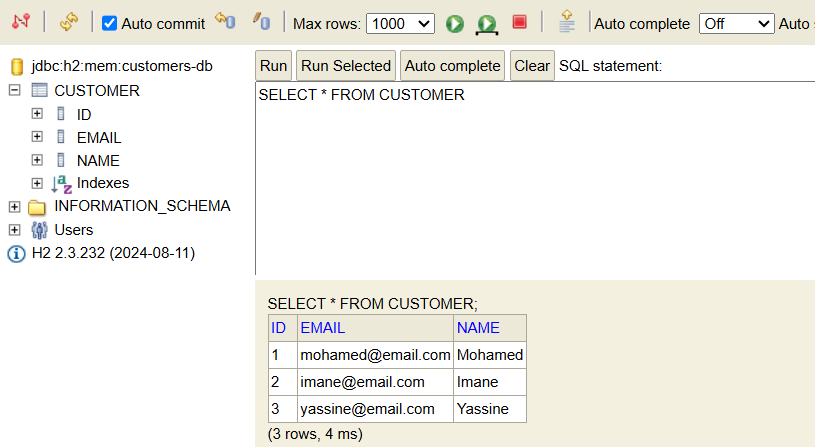 Auto commit Max rows: 1000 Auto complete Off Auto
jdbc:h2:mem:customers-db
Run Run Selected Auto complete Clear SQL statement:
CUSTOMER
SELECT * FROM CUSTOMER
ID
EMAIL
NAME
Indexes
INFORMATION_SCHEMA
Users
H2 2.3.232 (2024-08-11)
SELECT * FROM CUSTOMER;
ID EMAIL NAME
1 mohamed@email.com Mohamed
2 imane@email.com Imane
3 yassine@email.com Yassine
(3 rows, 4 ms)